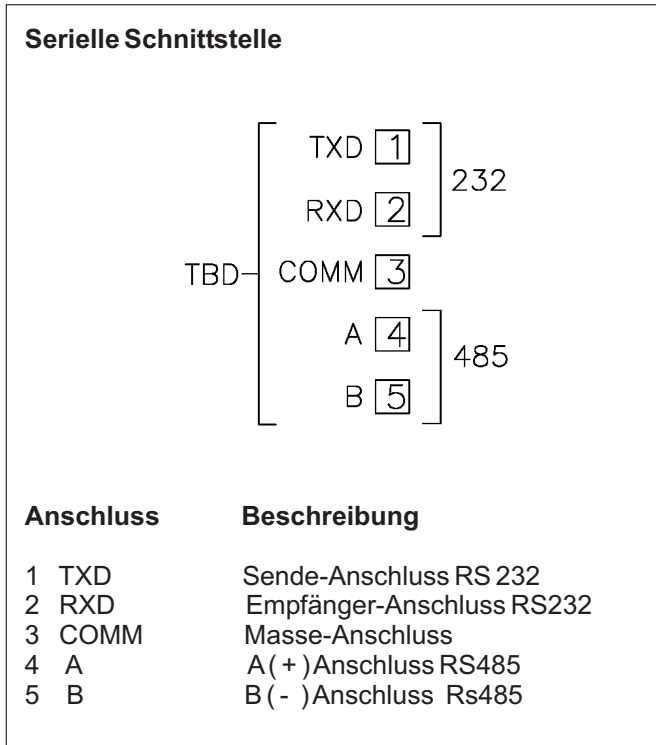 Serielle Schnittstelle
TXD 1
232
RXD 2
TBD COMM 3
A 4
485
B 5
Anschluss Beschreibung
1 TXD Sende-Anschluss RS 232
2 RXD Empfänger-Anschluss RS232
3 COMM Masse-Anschluss
4 A A ( + ) Anschluss RS485
5 B B ( - ) Anschluss Rs485